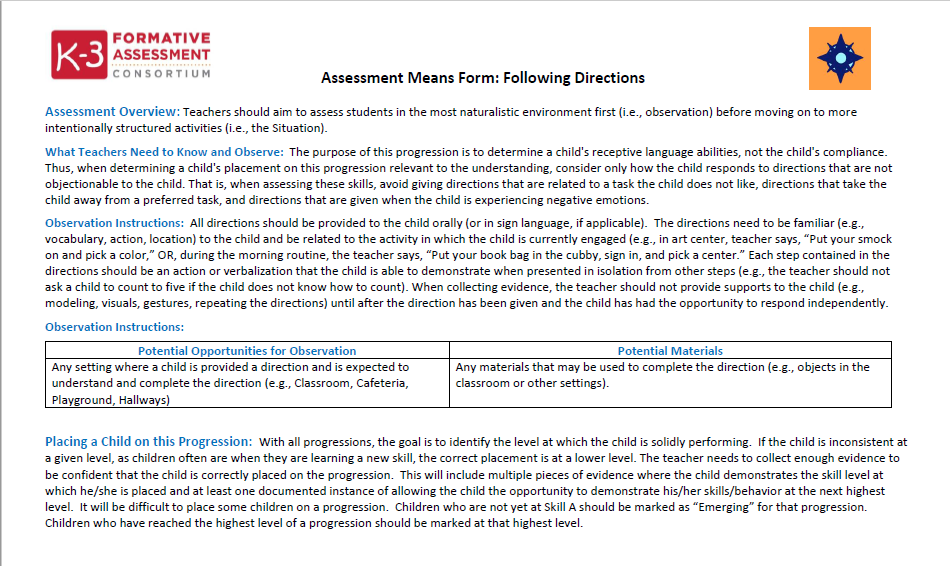 K-3 FORMATIVE
ASSESSMENT
CONSORTIUM
Assessment Means Form: Following Directions
Assessment Overview: Teachers should aim to assess students in the most naturalistic environment first (i.e., observation) before moving on to more
intentionally structured activities (i.e., the Situation).
What Teachers Need to Know and Observe: The purpose of this progression is to determine a child's receptive language abilities, not the child's compliance.
Thus, when determining a child's placement on this progression relevant to the understanding, consider only how the child responds to directions that are not
objectionable to the child. That is, when assessing these skills, avoid giving directions that are related to a task the child does not like, directions that take the
child away from a preferred task, and directions that are given when the child is experiencing negative emotions.
Observation Instructions: All directions should be provided to the child orally (or in sign language, if applicable). The directions need to be familiar (e.g.,
vocabulary, action, location) to the child and be related to the activity in which the child is currently engaged (e.g., in art center, teacher says, “Put your smock
on and pick a color,” OR, during the morning routine, the teacher says, “Put your book bag in the cubby, sign in, and pick a center.” Each step contained in the
directions should be an action or verbalization that the child is able to demonstrate when presented in isolation from other steps (e.g., the teacher should not
ask a child to count to five if the child does not know how to count). When collecting evidence, the teacher should not provide supports to the child (e.g.,
modeling, visuals, gestures, repeating the directions) until after the direction has been given and the child has had the opportunity to respond independently.
Observation Instructions:
Potential Opportunities for Observation
Potential Materials
Any setting where a child is provided a direction and is expected to
understand and complete the direction (e.g., Classroom, Cafeteria,
Playground, Hallways)
Any materials that may be used to complete the direction (e.g., objects in the
classroom or other settings).
Placing a Child on this Progression: With all progressions, the goal is to identify the level at which the child is solidly performing. If the child is inconsistent at
a given level, as children often are when they are learning a new skill, the correct placement is at a lower level. The teacher needs to collect enough evidence to
be confident that the child is correctly placed on the progression. This will include multiple pieces of evidence where the child demonstrates the skill level at
which he/she is placed and at least one documented instance of allowing the child the opportunity to demonstrate his/her skills/behavior at the next highest
level. It will be difficult to place some children on a progression. Children who are not yet at Skill A should be marked as “Emerging” for that progression.
Children who have reached the highest level of a progression should be marked at that highest level.